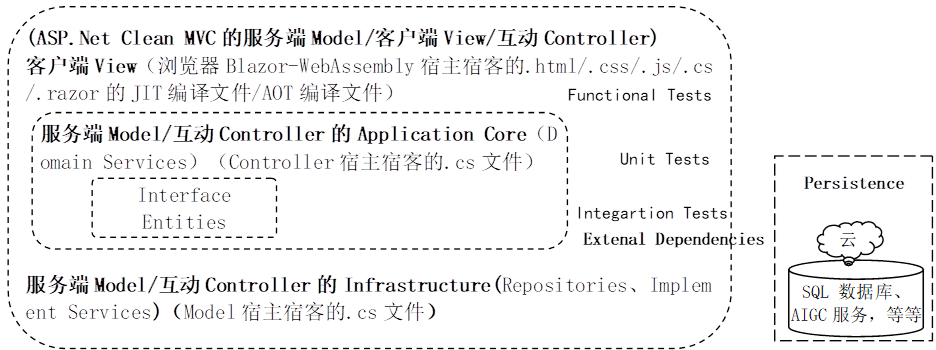 (ASP.Net Clean MVC 的服务端 Model/客户端 View/互动 Controller)
客户端 View（浏览器 Blazor-WebAssembly 宿主宿客的.html/.css/.js/.cs
/.razor 的 JIT 编译文件/AOT 编译文件）
Functional Tests
服务端 Model/互动 Controller 的 Application Core（D
omain Services）（Controller 宿主宿客的.cs 文件）
Unit Tests
Interface
Entities
Integartion Tests
Extenal Dependencies
服务端 Model/互动 Controller 的 Infrastructure(Repositories、Implem
ent Services)（Model 宿主宿客的.cs 文件）
Persistence
云
SQL 数据库、
AIGC 服务，等等